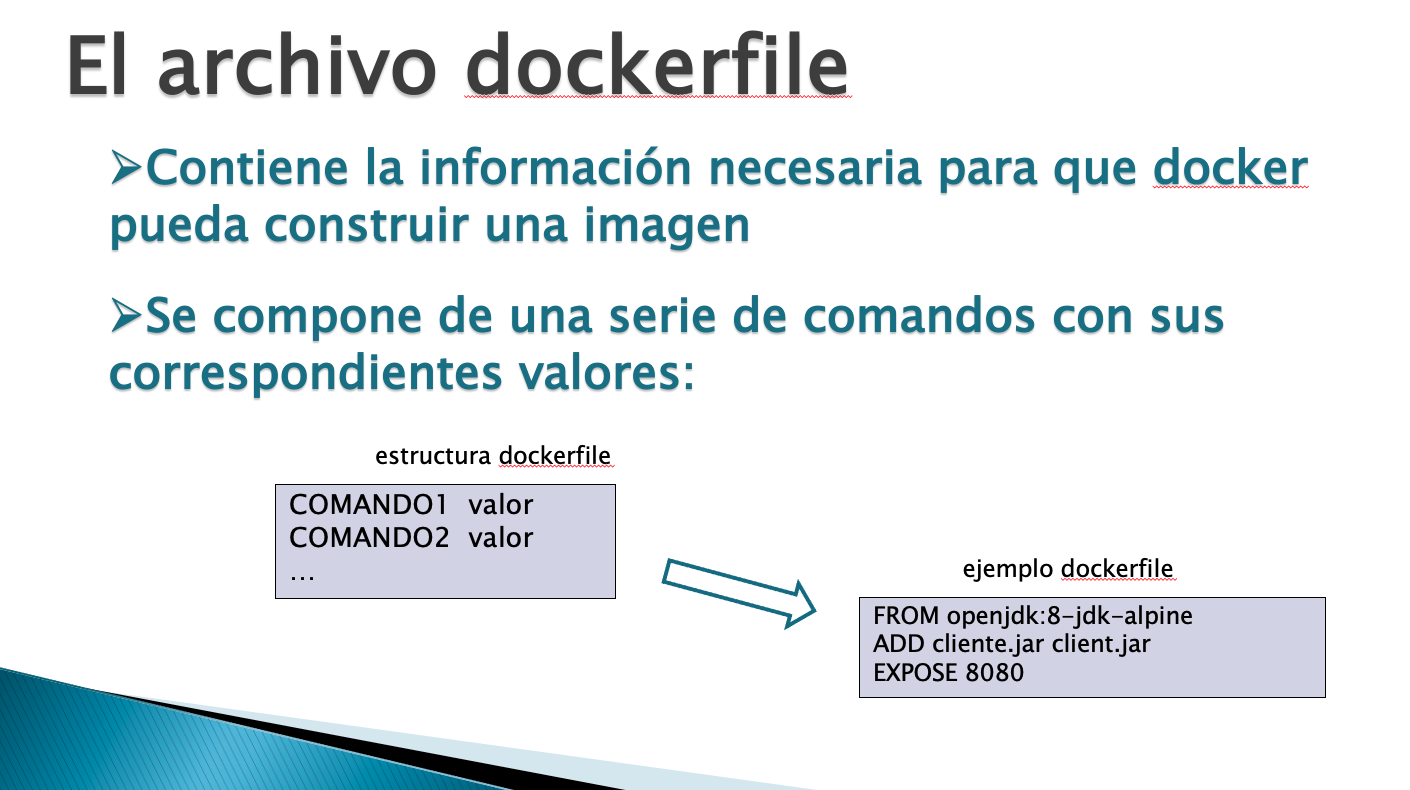 El archivo dockerfile
➢Contiene la información necesaria para que docker
pueda construir una imagen
➢Se compone de una serie de comandos con sus
correspondientes valores:
estructura dockerfile
COMANDO1 valor
COMANDO2 valor
…
ejemplo dockerfile
FROM openjdk:8-jdk-alpine
ADD cliente.jar client.jar
EXPOSE 8080